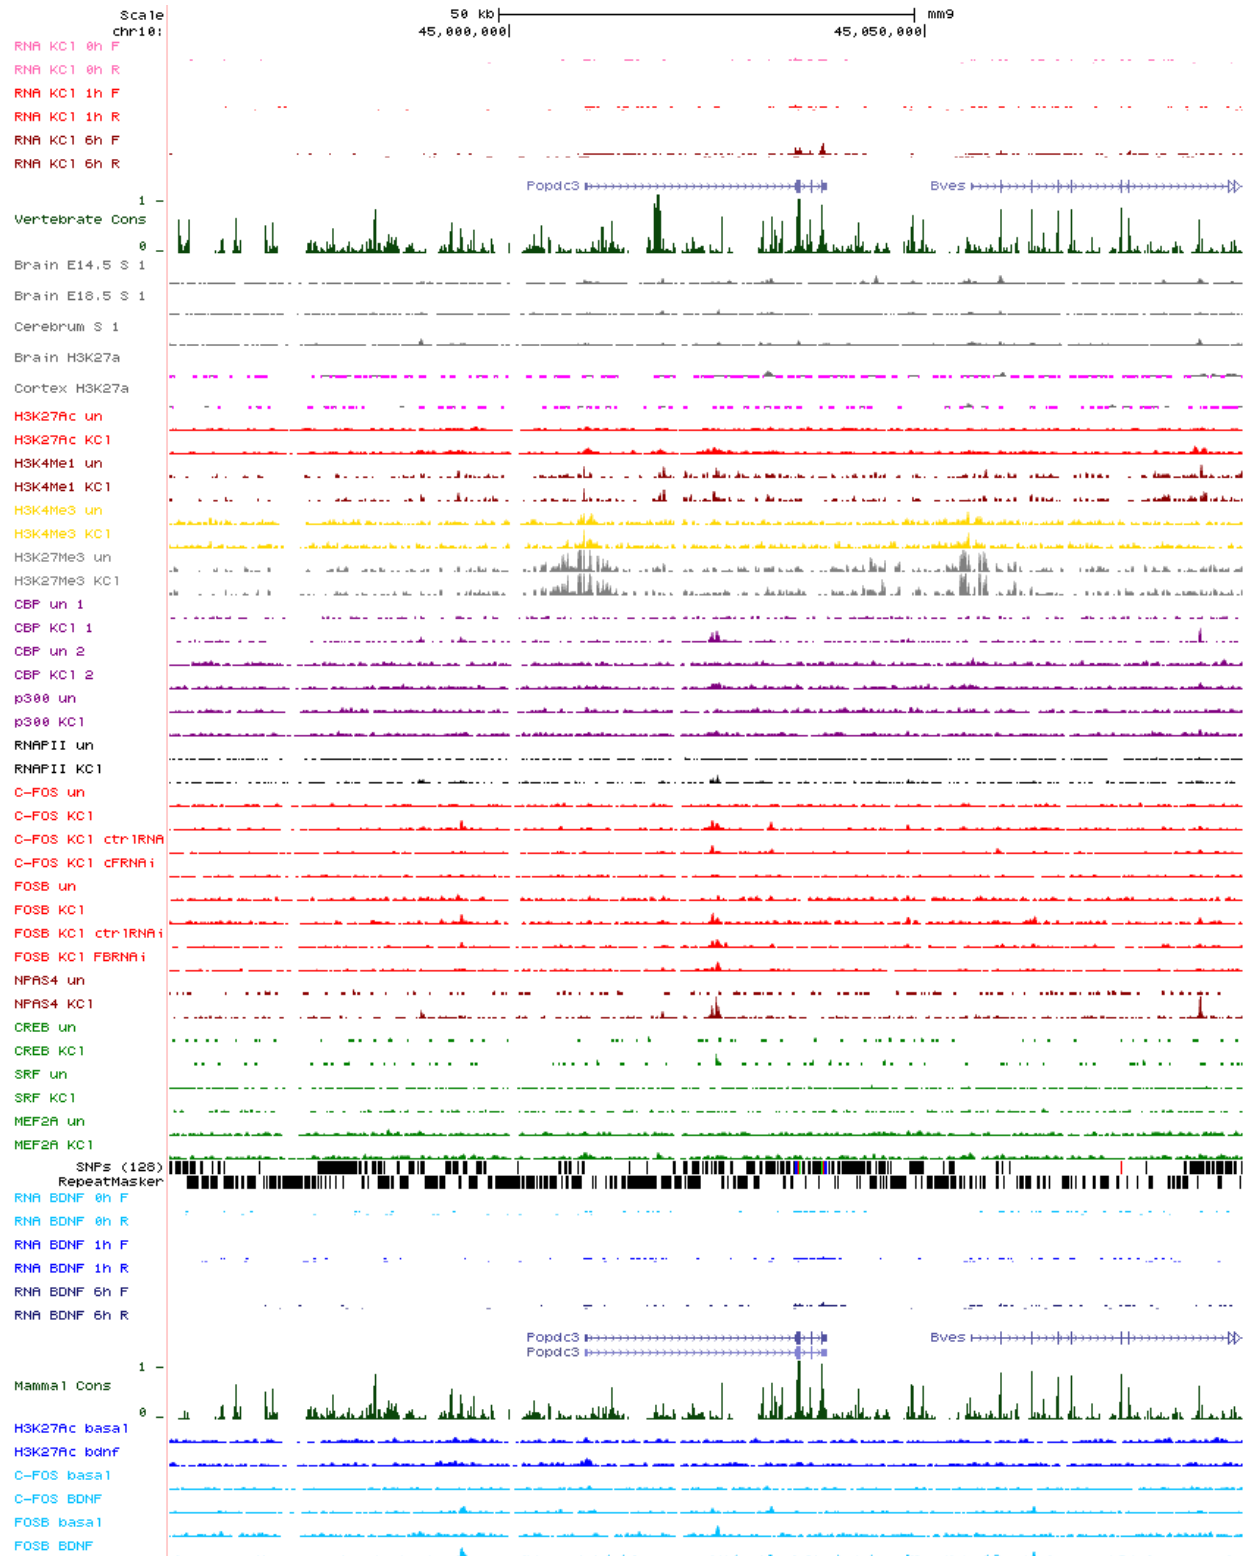 Scale 50 kb mm9
chr10: 45,000,000 45,050,000
RNA KCl 0h F
RNA KCl 0h R
RNA KCl 1h F
RNA KCl 1h R
RNA KCl 6h F
RNA KCl 6h R
Popdc3 Bves
1
Vertebrate Cons
0
Brain E14.5 S 1
Brain E18.5 S 1
Cerebrum S 1
Brain H3K27a
Cortex H3K27a
H3K27Ac un
H3K27Ac KCl
H3K4Me1 un
H3K4Me1 KCl
H3K4Me3 un
H3K4Me3 KCl
H3K27Me3 un
H3K27Me3 KCl
CBP un 1
CBP KCl 1
CBP un 2
CBP KCl 2
p300 un
p300 KCl
RNAPII un
RNAPII KCl
C-FOS un
C-FOS KCl
C-FOS KCl ctrlRNA
C-FOS KCl cFRNAi
FOSB un
FOSB KCl
FOSB KCl ctrlRNAi
FOSB KCl FBRNAi
NPAS4 un
NPAS4 KCl
CREB un
CREB KCl
SRF un
SRF KCl
MEF2A un
MEF2A KCl
SNPs (128)
RepeatMasker
RNA BDNF 0h F
RNA BDNF 0h R
RNA BDNF 1h F
RNA BDNF 1h R
RNA BDNF 6h F
RNA BDNF 6h R
Popdc3 Bves
Popdc3
1
Mammal Cons
0
H3K27Ac basal
H3K27Ac bdnf
C-FOS basal
C-FOS BDNF
FOSB basal
FOSB BDNF